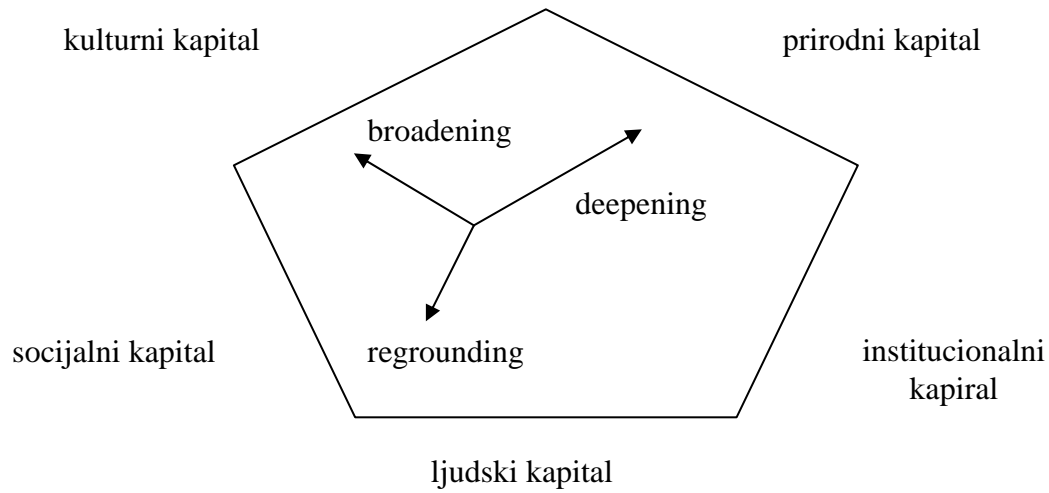 kulturni kapital
prirodni kapital
broadening
deepening
socijalni kapital
regrounding
institucionalni
kapiral
ljudski kapital